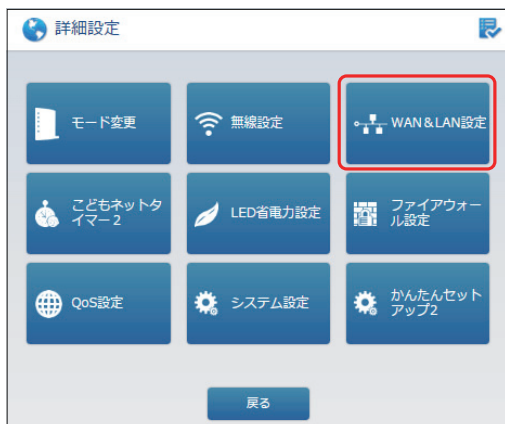 詳細設定
モード変更
無線設定
WAN&LAN設定
こどもネットタ
イマー2
LED省電力設定
ファイアウォー
ル設定
QoS設定
システム設定
かんたんセット
アップ2
戻る